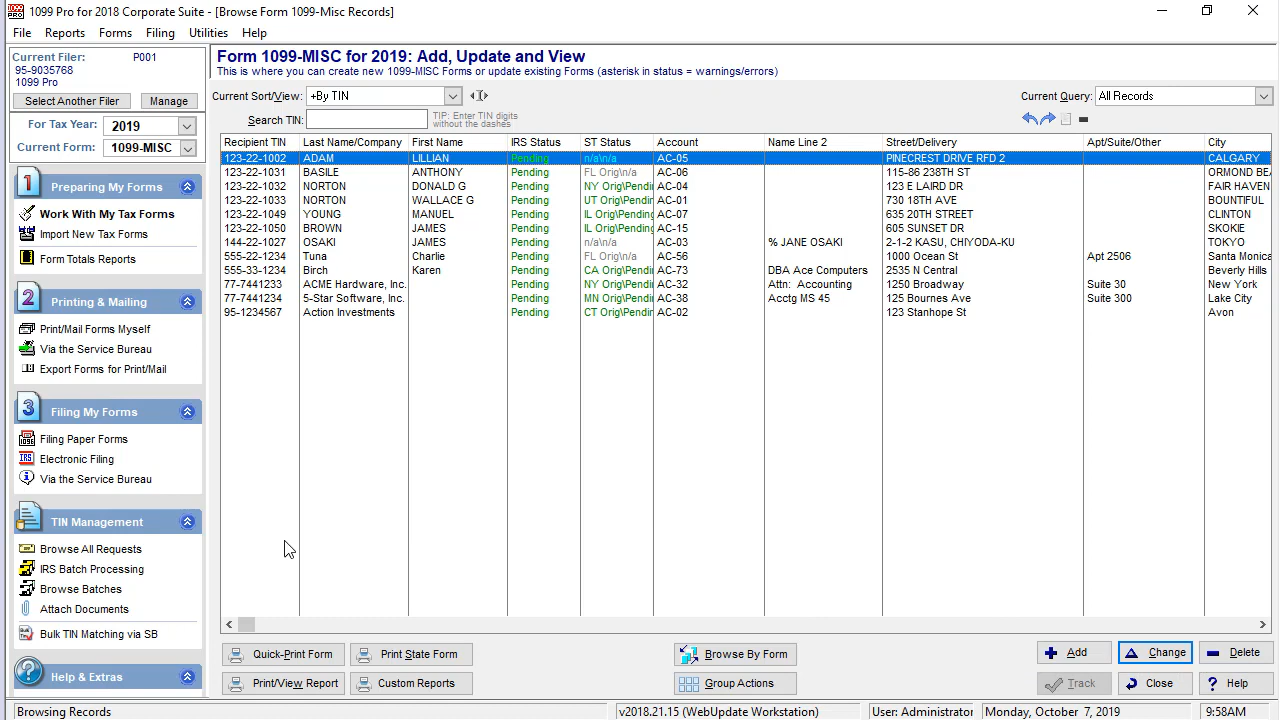 1099 Pro for 2018 Corporate Suite - [Browse Form 1099-Misc Records]
File Reports Forms Filing Utilities Help
Current Filer: P001
95-9035768
1099 Pro
Select Another Filer Manage
For Tax Year: 2019
Current Form: 1099-MISC
1 Preparing My Forms
Work With My Tax Forms
Import New Tax Forms
Form Totals Reports
2 Printing & Mailing
Print/Mail Forms Myself
Via the Service Bureau
Export Forms for Print/Mail
3 Filing My Forms
Filing Paper Forms
Electronic Filing
Via the Service Bureau
TIN Management
Browse All Requests
IRS Batch Processing
Browse Batches
Attach Documents
Bulk TIN Matching via SB
Help & Extras
Form 1099-MISC for 2019: Add, Update and View
This is where you can create new 1099-MISC Forms or update existing Forms (asterisk in status = warnings/errors)
Current Sort/View: +By TIN Current Query: All Records
Search TIN: TIP: Enter TIN digits
without the dashes
Recipient TIN Last Name/Company First Name IRS Status ST Status Account Name Line 2 Street/Delivery Apt/Suite/Other City
123-22-1002 ADAM LILLIAN Pending n/a\n/a AC-05 PINECREST DRIVE RFD 2 CALGARY
123-22-1031 BASILE ANTHONY Pending FL Orig\n/a AC-06 115-86 238TH ST ORMOND BEA
123-22-1032 NORTON DONALD G Pending NY Orig\Pendi AC-04 123 E LAIRD DR FAIR HAVEN
123-22-1033 NORTON WALLACE G Pending UT Orig\Pendi AC-01 730 18TH AVE BOUNTIFUL
123-22-1049 YOUNG MANUEL Pending IL Orig\Pending AC-07 635 20TH STREET CLINTON
123-22-1050 BROWN JAMES Pending IL Orig\Pending AC-15 605 SUNSET DR SKOKIE
144-22-1027 OSAKI JAMES Pending n/a\n/a AC-03 % JANE OSAKI 2-1-2 KASU, CHIYODA-KU TOKYO
555-22-1234 Tuna Charlie Pending FL Orig\n/a AC-56 1000 Ocean St Apt 2506 Santa Monica
555-33-1234 Birch Karen Pending CA Orig\Pendi AC-73 DBA Ace Computers 2535 N Central Beverly Hills
77-7441233 ACME Hardware, Inc. Pending NY Orig\Pendi AC-32 Attn: Accounting 1250 Broadway Suite 30 New York
77-7441234 5-Star Software, Inc. Pending MN Orig\Pendi AC-38 Acctg MS 45 125 Bournes Ave Suite 300 Lake City
95-1234567 Action Investments Pending CT Orig\Pendi AC-02 123 Stanhope St Avon
Quick-Print Form Print State Form Browse By Form Add Change Delete
Print/View Report Custom Reports Group Actions Track Close Help
Browsing Records v2018.21.15 (WebUpdate Workstation) User: Administrator Monday, October 7, 2019 9:58AM